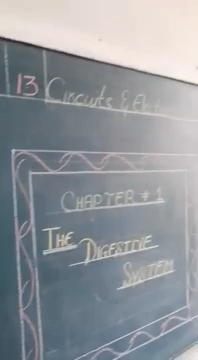 13 Circuits &
CHAPTER # 1
THE
DIGESTIVE
SYSTEM